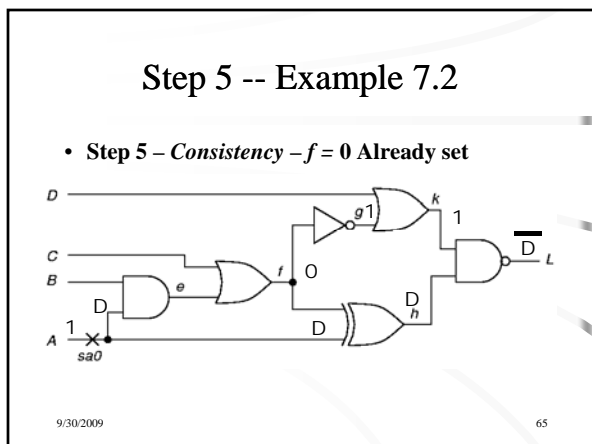 Step 5 -- Example 7.2
• Step 5 – Consistency – f = 0 Already set
D
k
g1
1
D
L
C
f
0
B
e
D
D
h
D
A
1
sa0
9/30/2009
65